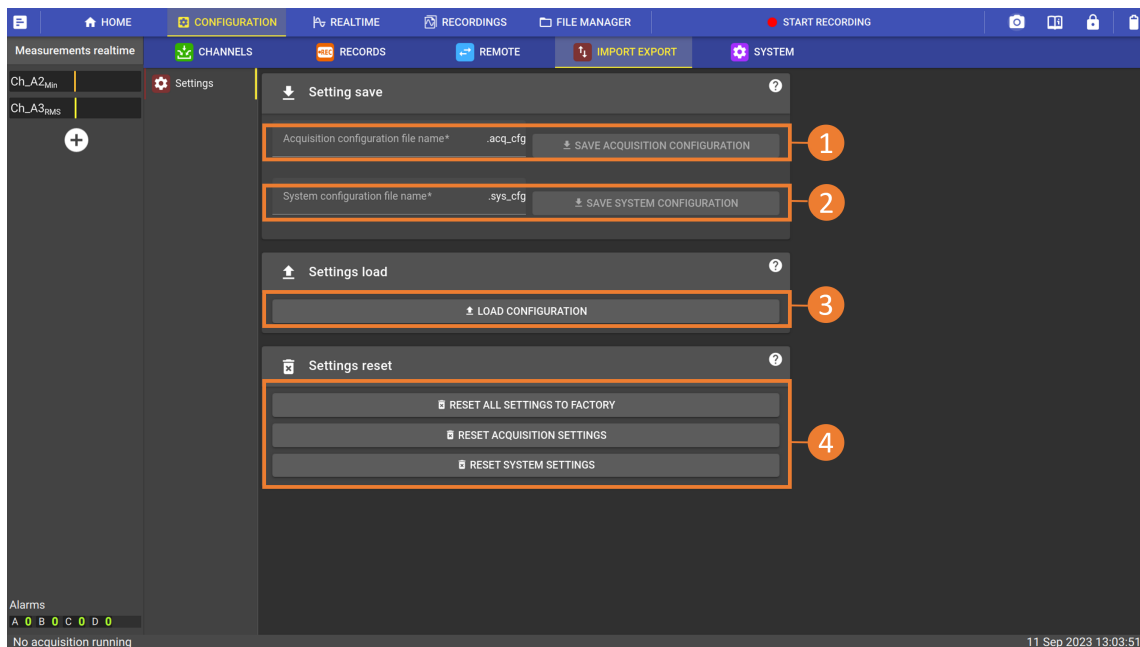 HOME
CONFIGURATION
REALTIME
RECORDINGS
FILE MANAGER
START RECORDING
Measurements realtime
CHANNELS
REC
RECORDS
REMOTE
IMPORT EXPORT
SYSTEM
Ch_A2Min
Ch_A3RMS
Settings
Setting save
Acquisition configuration file name* .acq_cfg
SAVE ACQUISITION CONFIGURATION
1
System configuration file name* .sys_cfg
SAVE SYSTEM CONFIGURATION
2
Settings load
LOAD CONFIGURATION
3
Settings reset
RESET ALL SETTINGS TO FACTORY
RESET ACQUISITION SETTINGS
RESET SYSTEM SETTINGS
4
Alarms
A 0 B 0 C 0 D 0
No acquisition running
11 Sep 2023 13:03:51